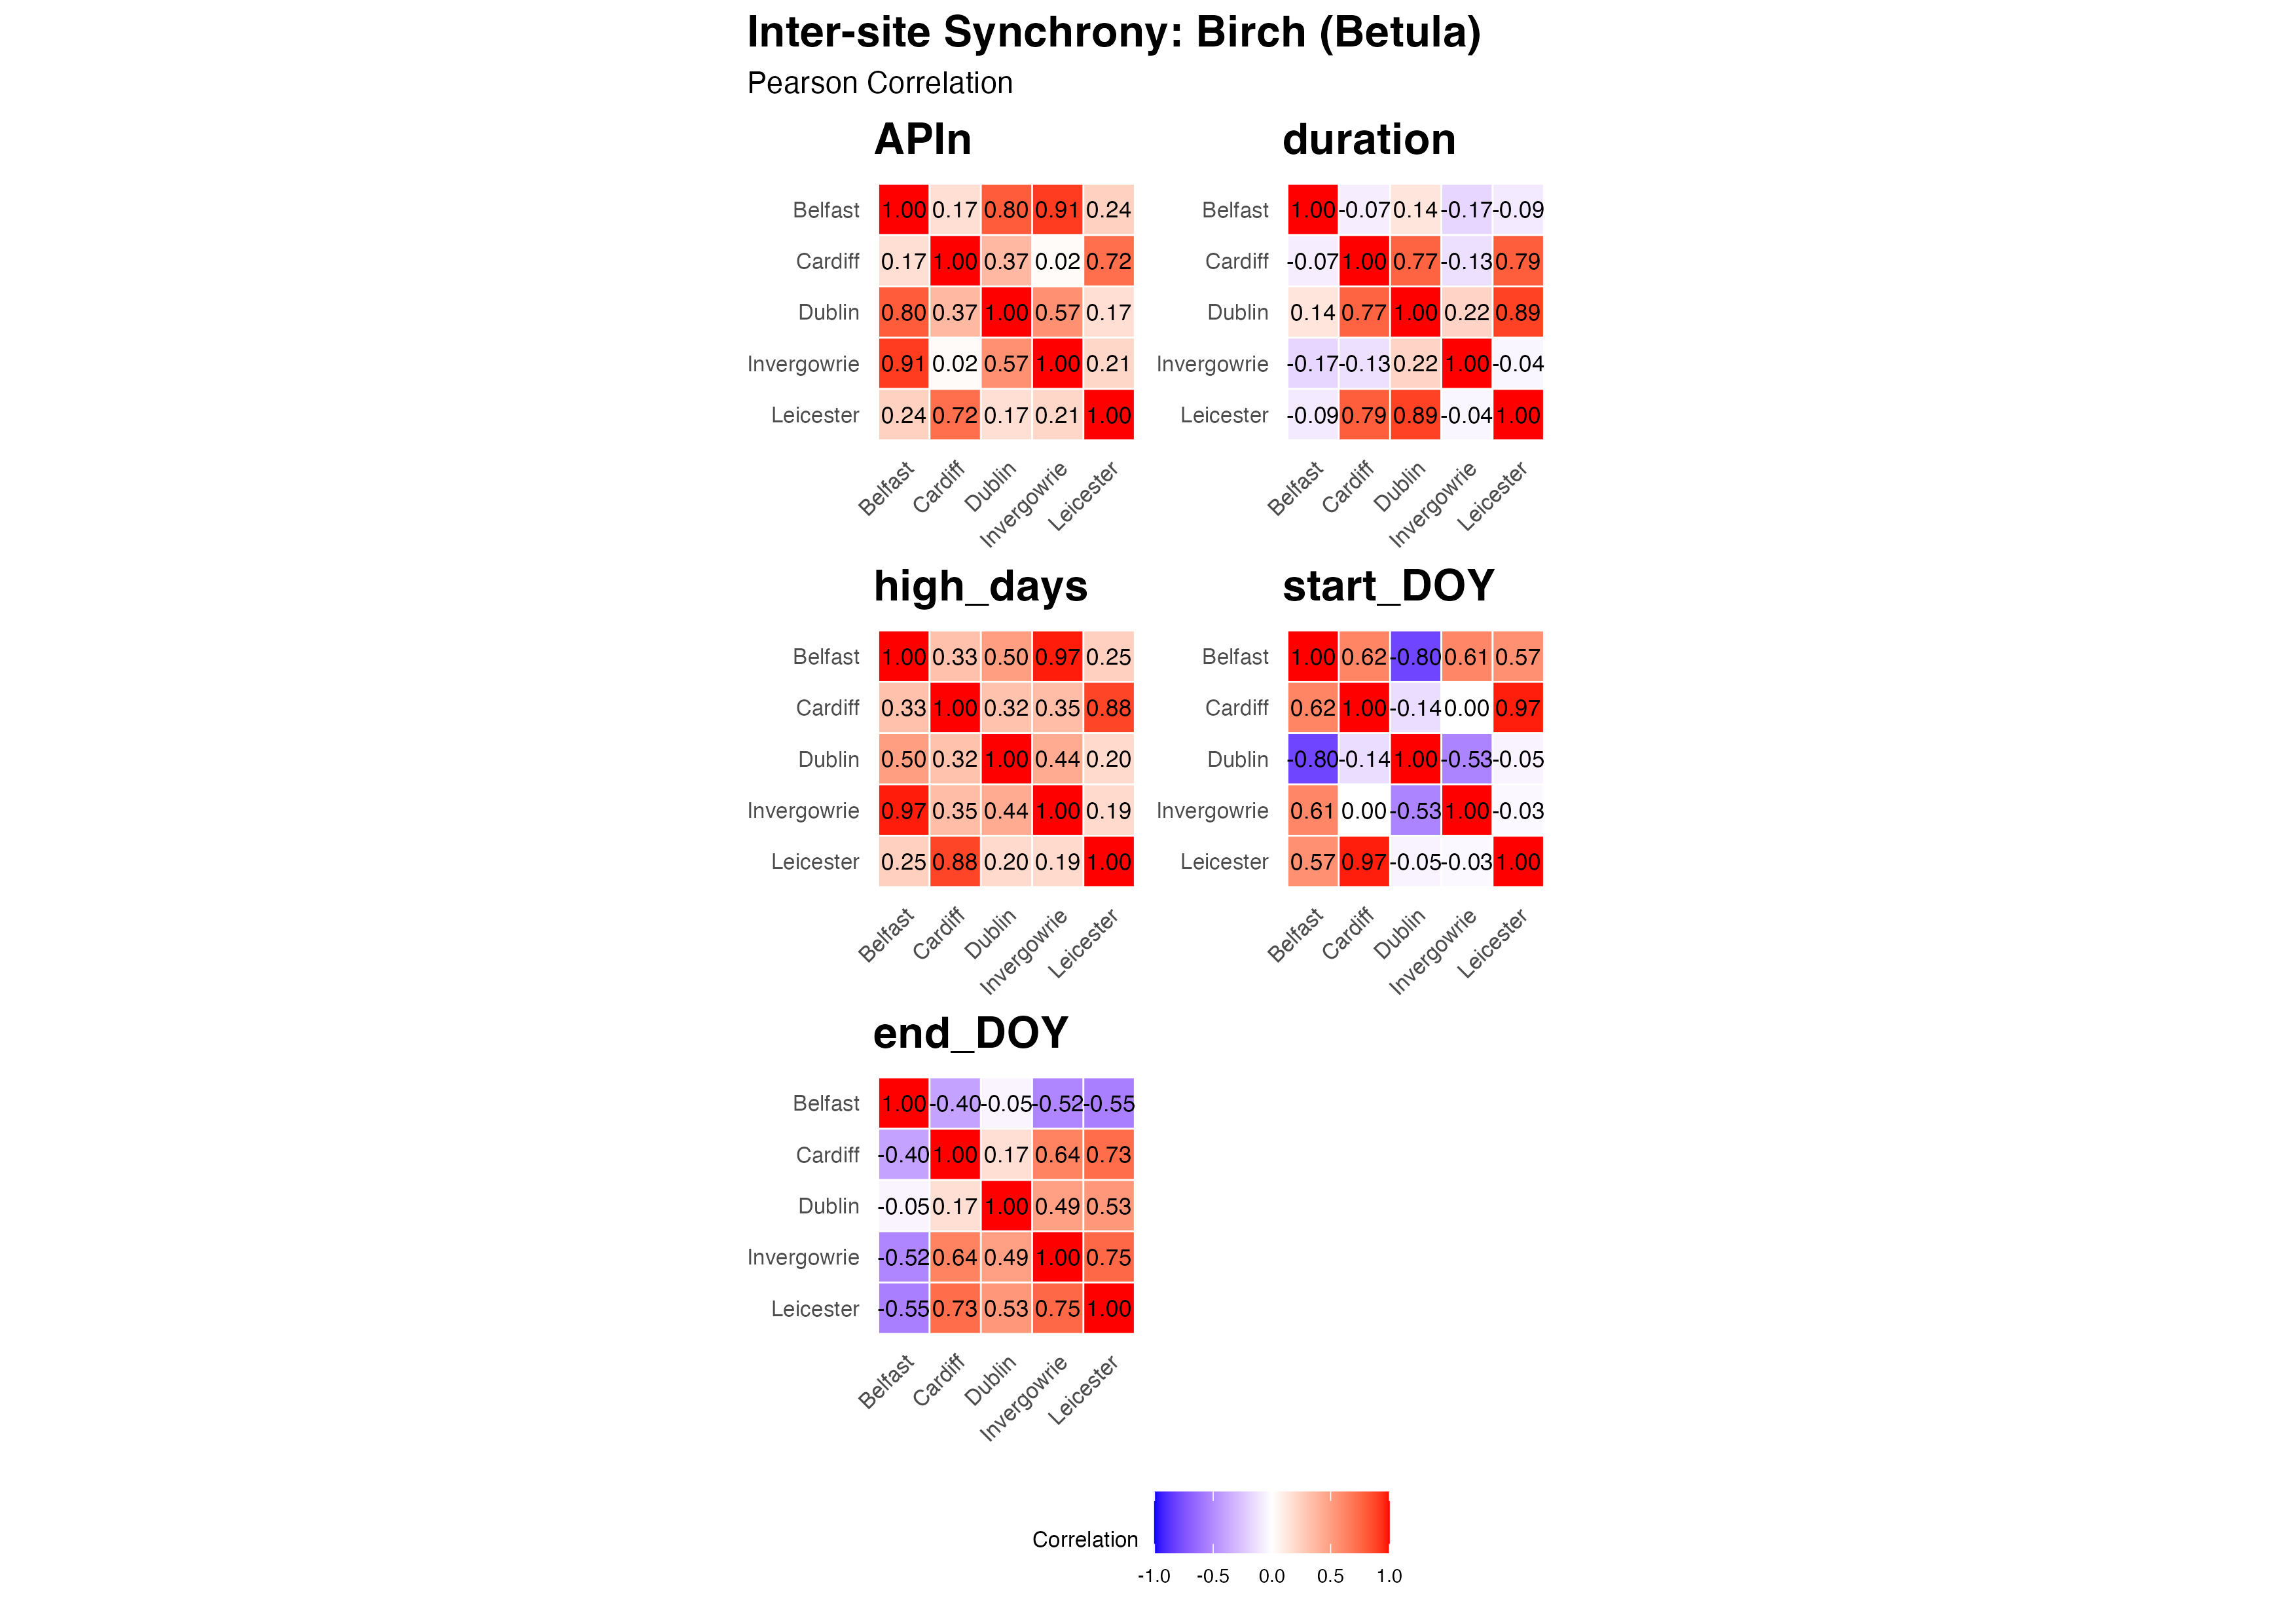 Inter-site Synchrony: Birch (Betula)
Pearson Correlation
APIn
Belfast 1.00 0.17 0.80 0.91 0.24
Cardiff 0.17 1.00 0.37 0.02 0.72
Dublin 0.80 0.37 1.00 0.57 0.17
Invergowrie 0.91 0.02 0.57 1.00 0.21
Leicester 0.24 0.72 0.17 0.21 1.00
Belfast Cardiff Dublin Invergowrie Leicester
duration
Belfast 1.00 -0.07 0.14 -0.17 -0.09
Cardiff -0.07 1.00 0.77 -0.13 0.79
Dublin 0.14 0.77 1.00 0.22 0.89
Invergowrie -0.17 -0.13 0.22 1.00 -0.04
Leicester -0.09 0.79 0.89 -0.04 1.00
Belfast Cardiff Dublin Invergowrie Leicester
high_days
Belfast 1.00 0.33 0.50 0.97 0.25
Cardiff 0.33 1.00 0.32 0.35 0.88
Dublin 0.50 0.32 1.00 0.44 0.20
Invergowrie 0.97 0.35 0.44 1.00 0.19
Leicester 0.25 0.88 0.20 0.19 1.00
Belfast Cardiff Dublin Invergowrie Leicester
start_DOY
Belfast 1.00 0.62 -0.80 0.61 0.57
Cardiff 0.62 1.00 -0.14 0.00 0.97
Dublin -0.80 -0.14 1.00 -0.53 -0.05
Invergowrie 0.61 0.00 -0.53 1.00 -0.03
Leicester 0.57 0.97 -0.05 -0.03 1.00
Belfast Cardiff Dublin Invergowrie Leicester
end_DOY
Belfast 1.00 -0.40 -0.05 -0.52 -0.55
Cardiff -0.40 1.00 0.17 0.64 0.73
Dublin -0.05 0.17 1.00 0.49 0.53
Invergowrie -0.52 0.64 0.49 1.00 0.75
Leicester -0.55 0.73 0.53 0.75 1.00
Belfast Cardiff Dublin Invergowrie Leicester
Correlation
-1.0 -0.5 0.0 0.5 1.0